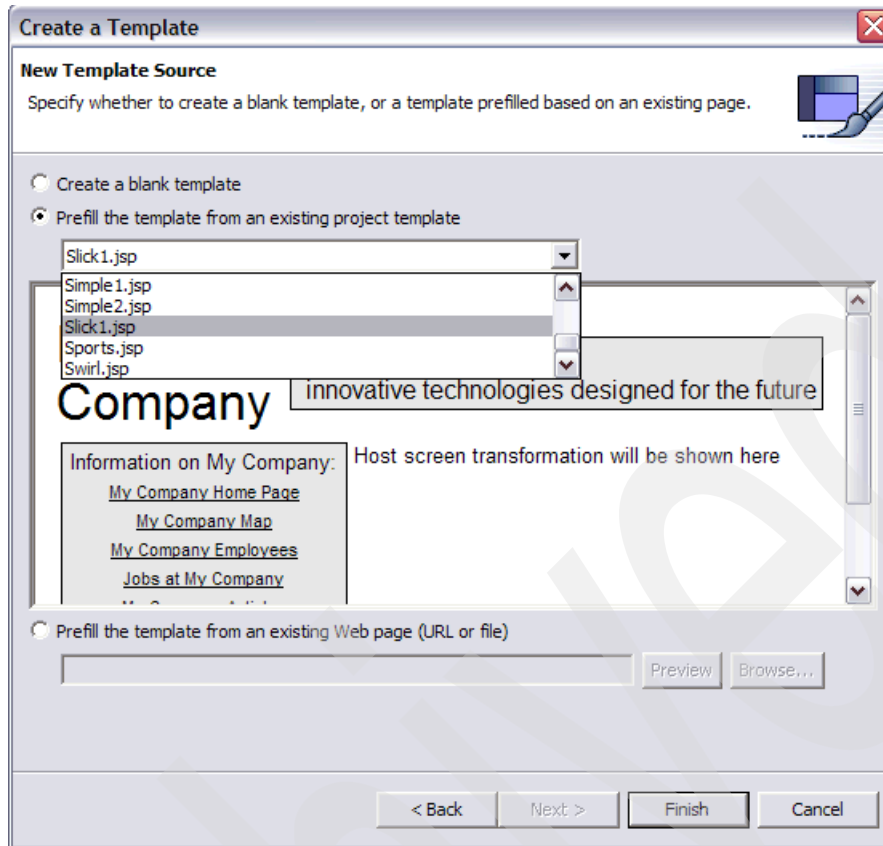 Create a Template
New Template Source
Specify whether to create a blank template, or a template prefilled based on an existing page.
Create a blank template
Prefill the template from an existing project template
Slick1.jsp
Simple1.jsp
Simple2.jsp
Slick1.jsp
Sports.jsp
Swirl.jsp
Company
innovative technologies designed for the future
Information on My Company:
Host screen transformation will be shown here
My Company Home Page
My Company Map
My Company Employees
Jobs at My Company
Prefill the template from an existing Web page (URL or file)
Preview
Browse...
< Back
Next >
Finish
Cancel